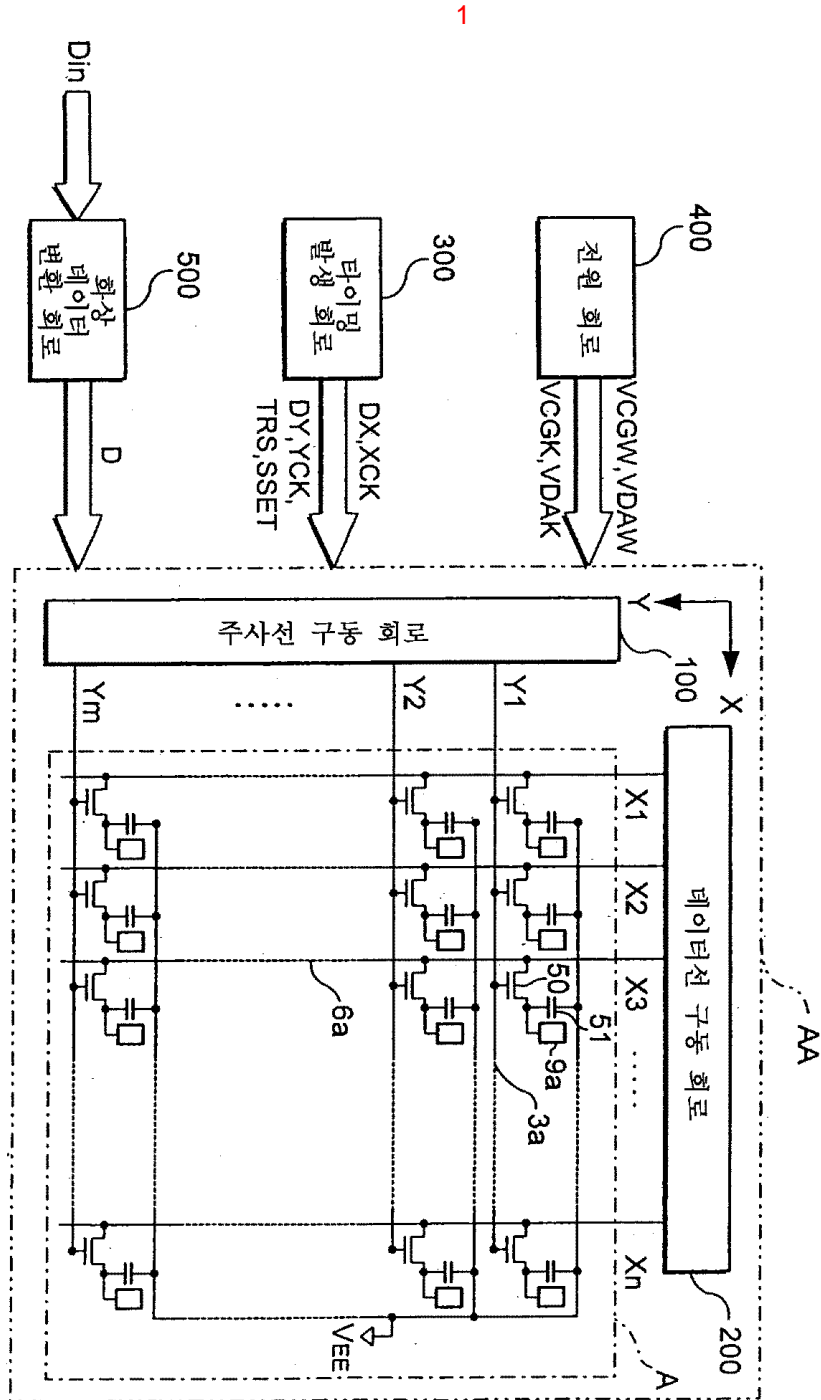 1
AA
데이터선 구동 회로
200
Y
X
100
주사선 구동 회로
X1
X2
X3
.....
Xn
A
Y1
Y2
.....
Ym
50
51
9a
3a
6a
VEE
400
전원 회로
VCGW,VDAW
VCGK,VDAK
300
타이밍
발생 회로
DX,XCK
DY,YCK,
TRS,SSET
500
화상
데이터
변환 회로
Din
D